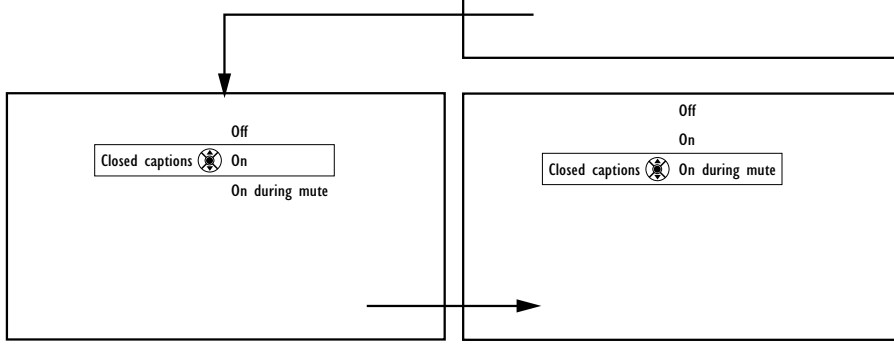 Off
Closed captions On
On during mute
Off
On
Closed captions On during mute